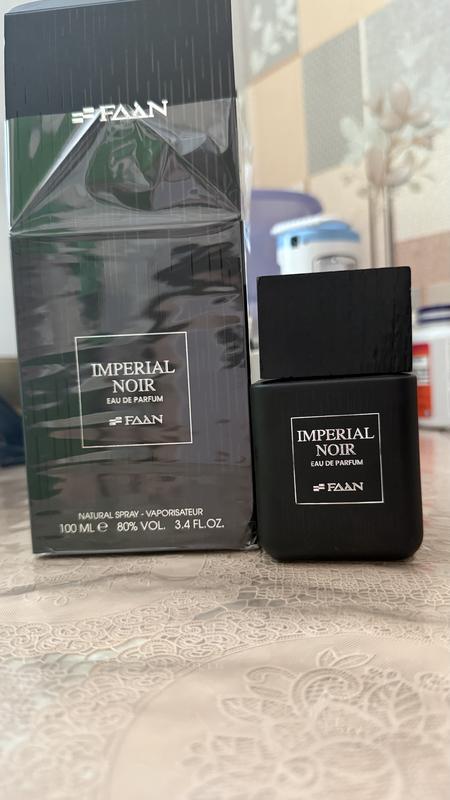 FAAN
IMPERIAL
NOIR
EAU DE PARFUM
FAAN
NATURAL SPRAY - VAPORISATEUR
100 ML e 80% VOL. 3.4 FL.OZ.
IMPERIAL
NOIR
EAU DE PARFUM
FAAN